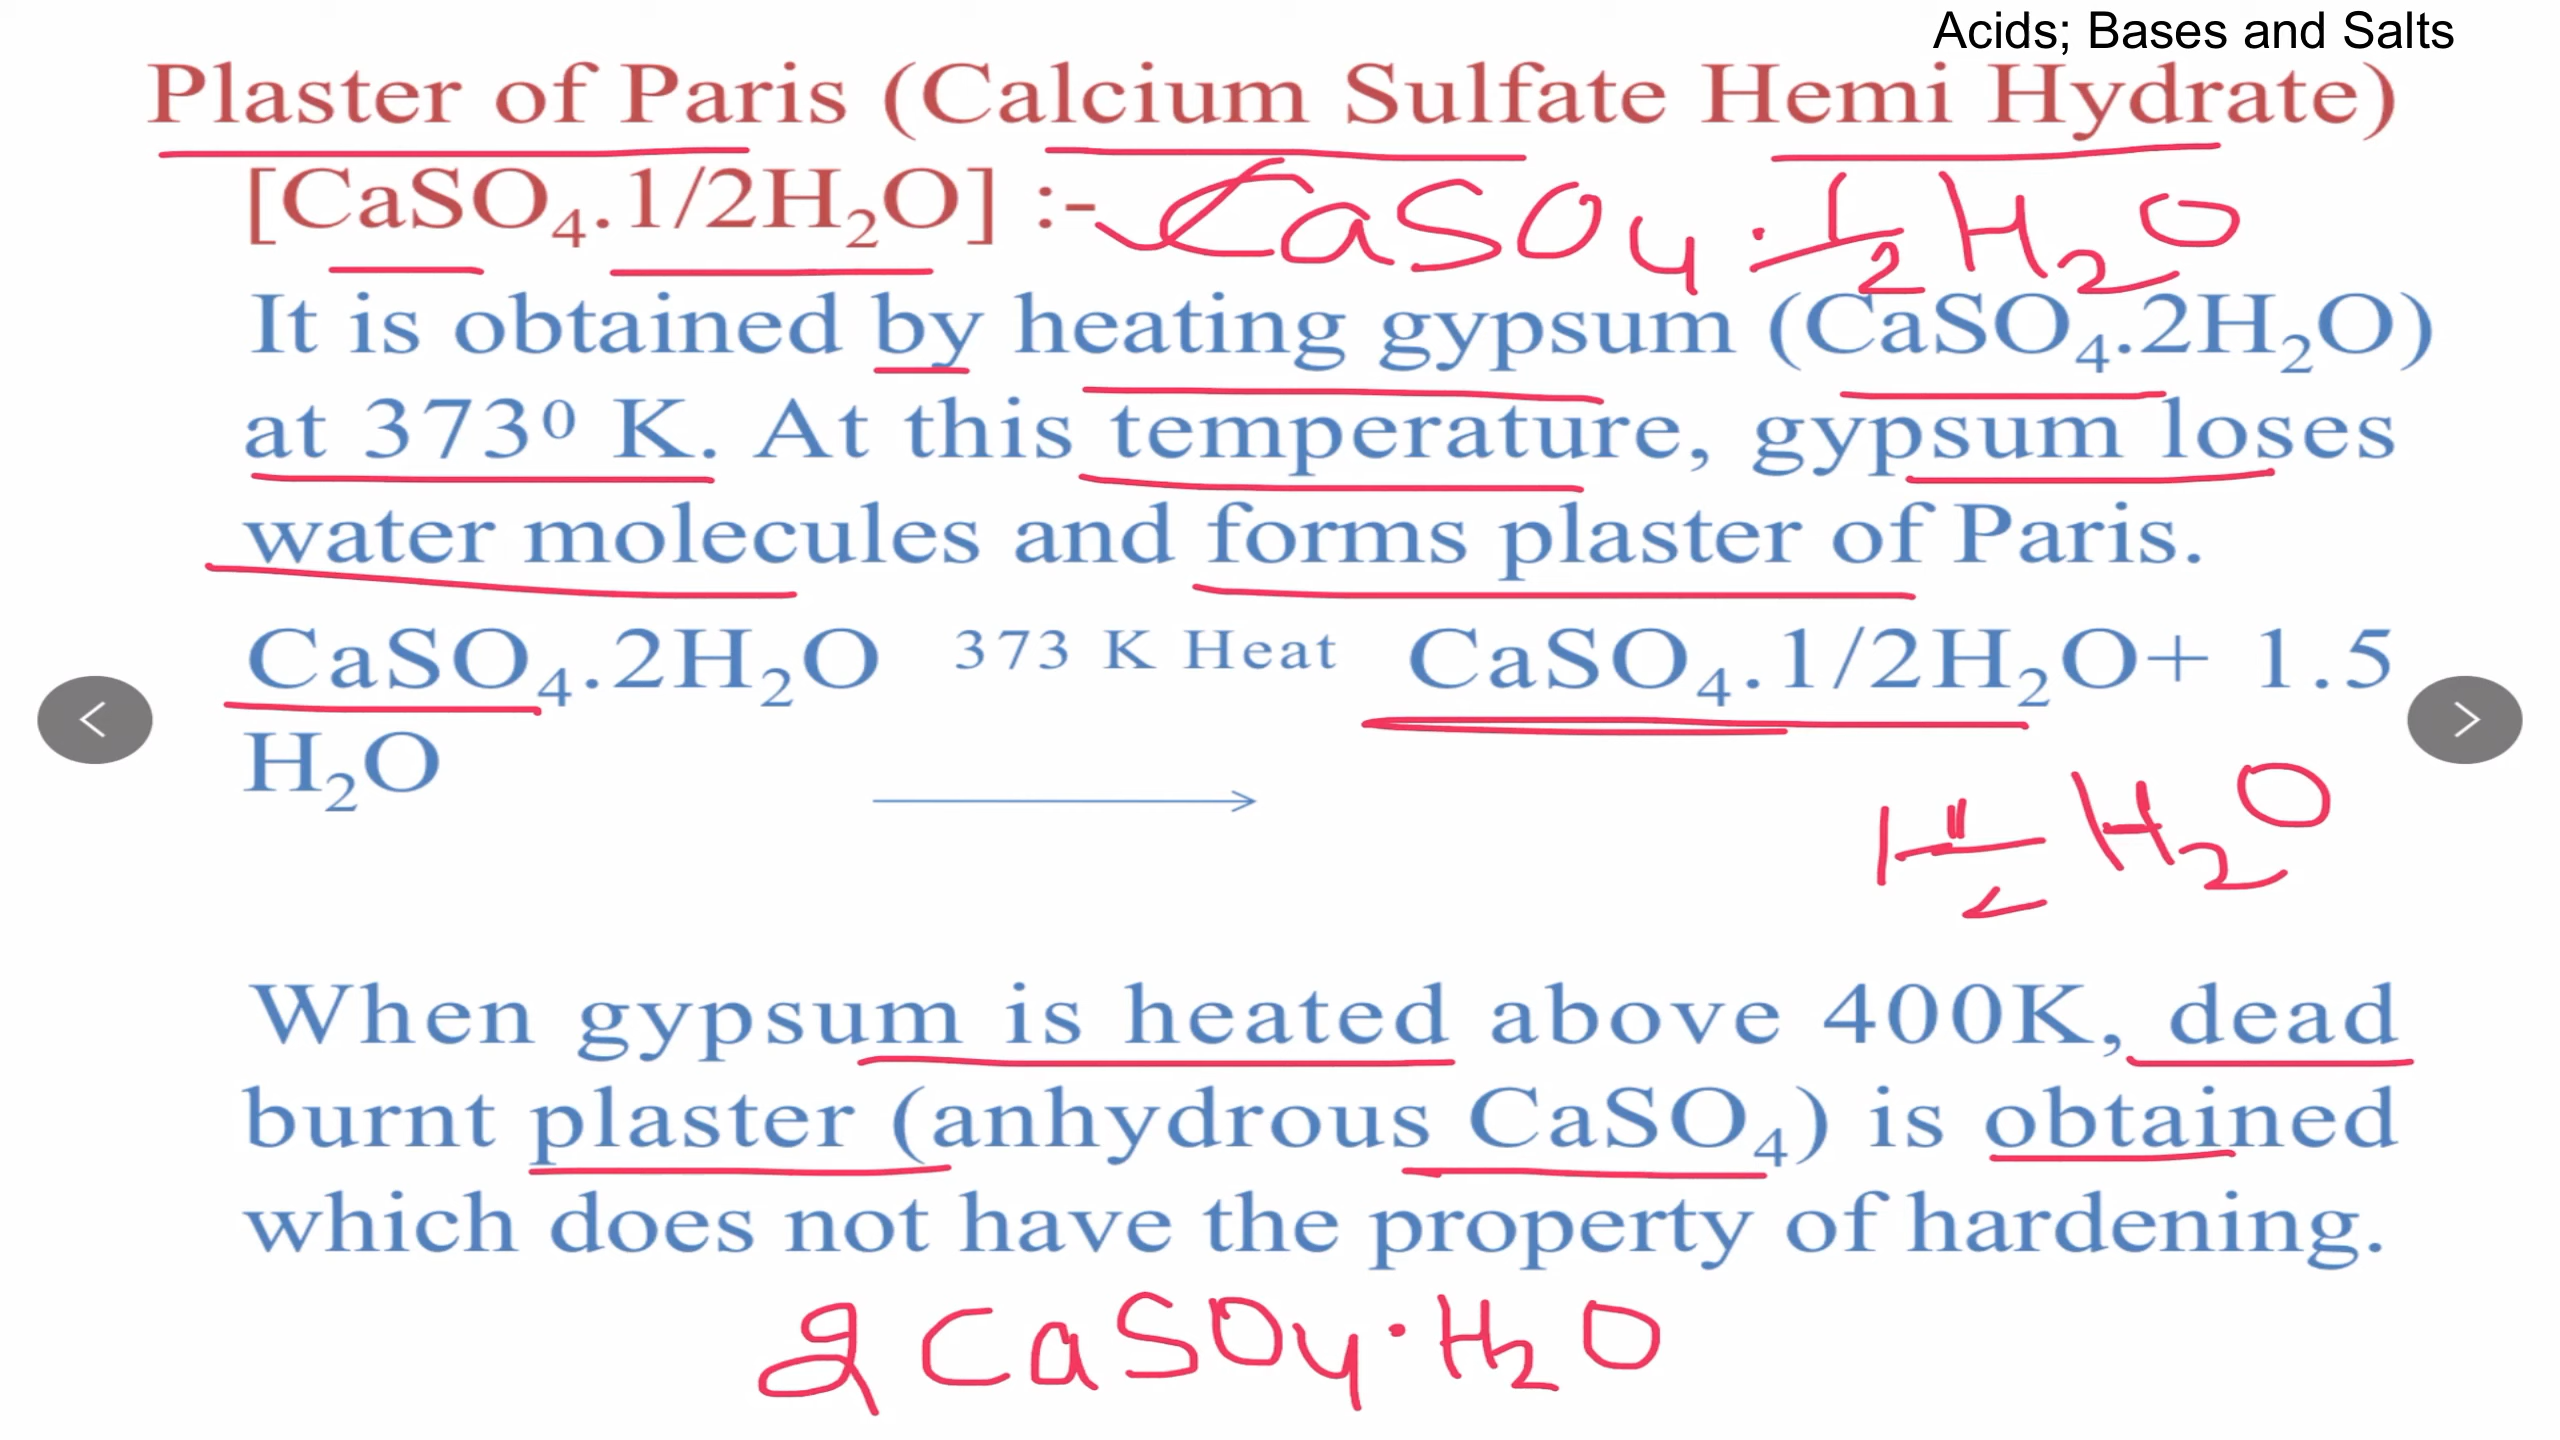 Acids; Bases and Salts
Plaster of Paris (Calcium Sulfate Hemi Hydrate)
[CaSO₄.1/2H₂O] :- CaSO₄·½H₂O
It is obtained by heating gypsum (CaSO₄.2H₂O)
at 373⁰ K. At this temperature, gypsum loses
water molecules and forms plaster of Paris.
CaSO₄.2H₂O 373 K Heat CaSO₄.1/2H₂O+ 1.5
H₂O
1½ H₂O
When gypsum is heated above 400K, dead
burnt plaster (anhydrous CaSO₄) is obtained
which does not have the property of hardening.
2CaSO₄·H₂O